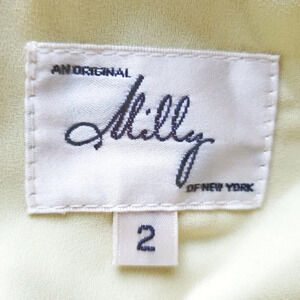 AN ORIGINAL
Milly
OF NEW YORK
2